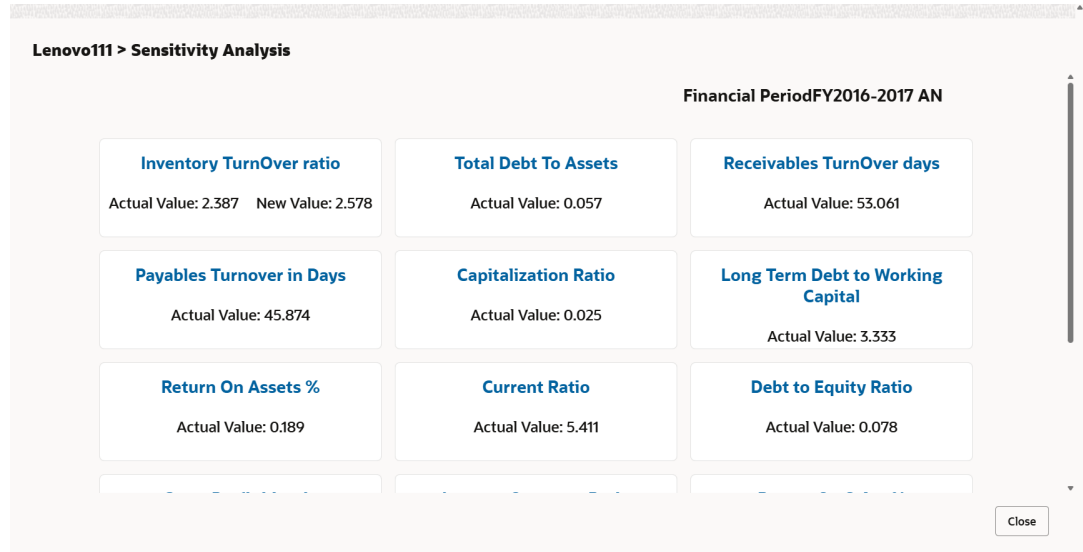 Lenovo111 > Sensitivity Analysis
Financial PeriodFY2016-2017 AN
Inventory TurnOver ratio
Actual Value: 2.387 New Value: 2.578
Total Debt To Assets
Actual Value: 0.057
Receivables TurnOver days
Actual Value: 53.061
Payables Turnover in Days
Actual Value: 45.874
Capitalization Ratio
Actual Value: 0.025
Long Term Debt to Working
Capital
Actual Value: 3.333
Return On Assets %
Actual Value: 0.189
Current Ratio
Actual Value: 5.411
Debt to Equity Ratio
Actual Value: 0.078
Close